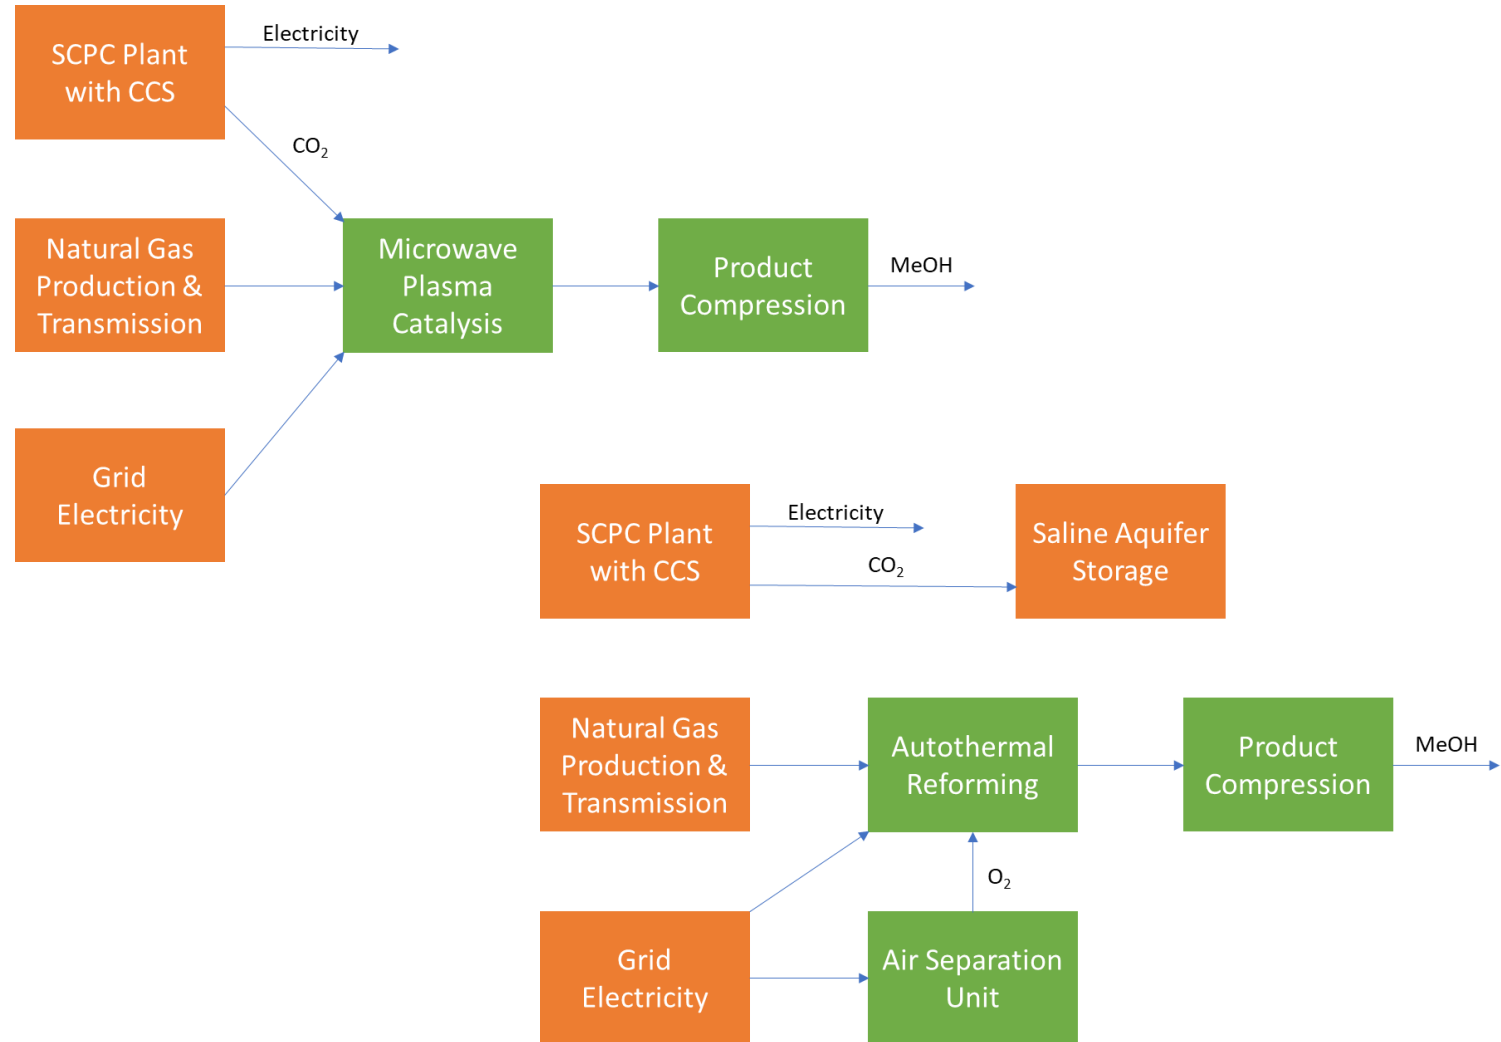 SCPC Plant
with CCS
Electricity
CO₂
Natural Gas
Production &
Transmission
Microwave
Plasma
Catalysis
Product
Compression
MeOH
Grid
Electricity
SCPC Plant
with CCS
Electricity
CO₂
Saline Aquifer
Storage
Natural Gas
Production &
Transmission
Autothermal
Reforming
Product
Compression
MeOH
O₂
Grid
Electricity
Air Separation
Unit